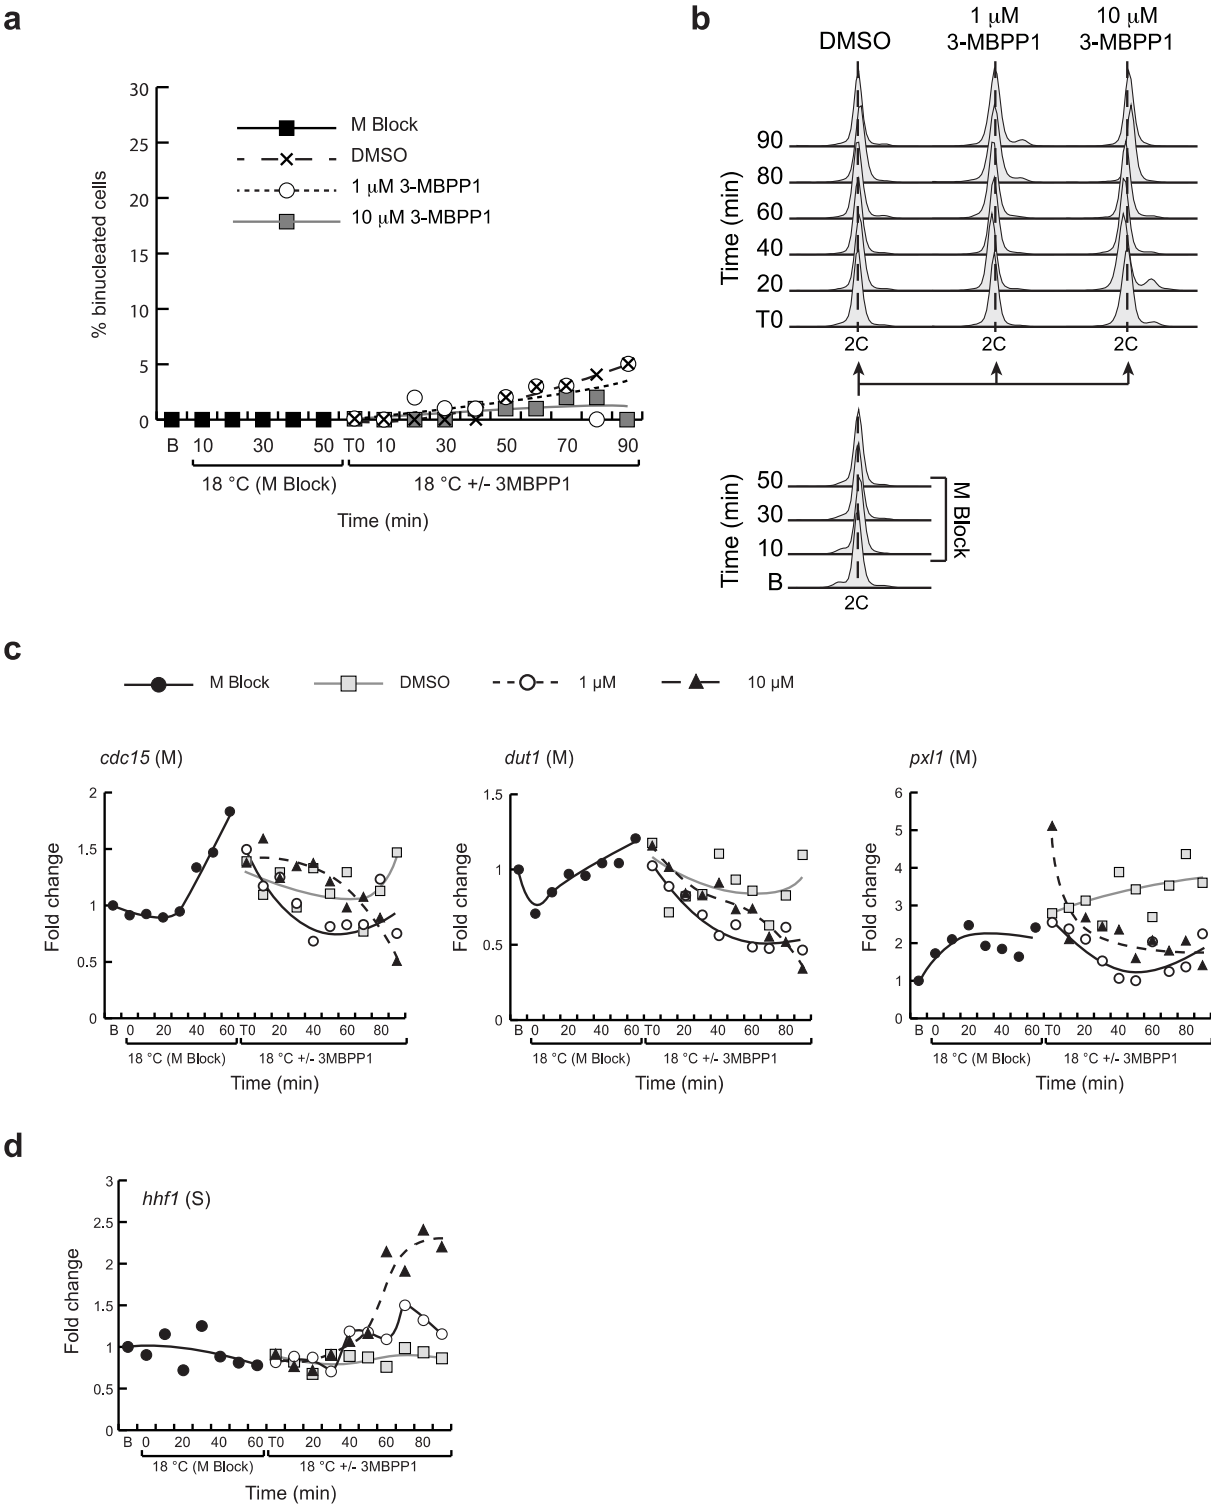 a
30
25
20
15
10
5
0
% binucleated cells
M Block
DMSO
1 µM 3-MBPP1
10 µM 3-MBPP1
B 10 30 50 T0 10 30 50 70 90
18 °C (M Block) 18 °C +/- 3MBPP1
Time (min)
b
DMSO
1 µM
3-MBPP1
10 µM
3-MBPP1
Time (min)
90
80
60
40
20
T0
2C 2C 2C
Time (min)
50
30
10
B
M Block
2C
c
M Block DMSO 1 µM 10 µM
cdc15 (M)
Fold change
2
1.5
1
0.5
0
B 0 20 40 60 T0 20 40 60 80
18 °C (M Block) 18 °C +/- 3MBPP1
Time (min)
dut1 (M)
Fold change
1.5
1
0.5
0
B 0 20 40 60 T0 20 40 60 80
18 °C (M Block) 18 °C +/- 3MBPP1
Time (min)
pxl1 (M)
Fold change
6
5
4
3
2
1
0
B 0 20 40 60 T0 20 40 60 80
18 °C (M Block) 18 °C +/- 3MBPP1
Time (min)
d
hhf1 (S)
Fold change
3
2.5
2
1.5
1
0.5
0
B 0 20 40 60 T0 20 40 60 80
18 °C (M Block) 18 °C +/- 3MBPP1
Time (min)